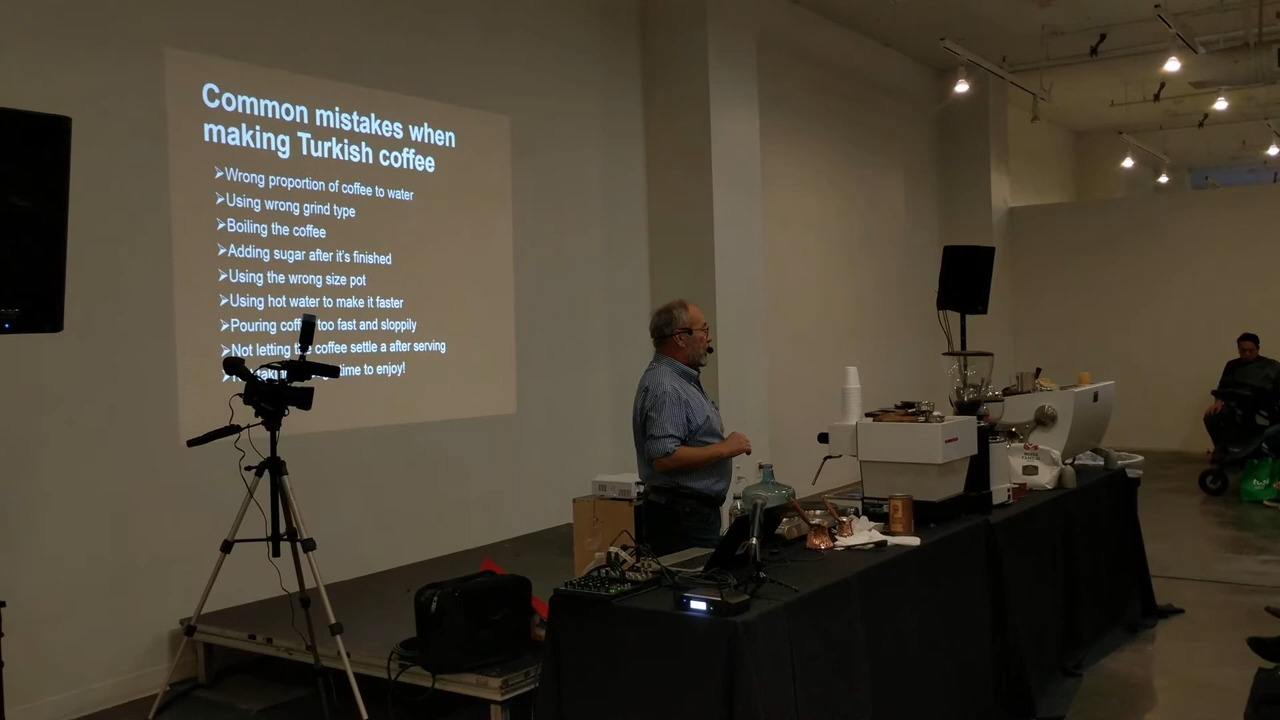 Common mistakes when
making Turkish coffee
➢Wrong proportion of coffee to water
➢Using wrong grind type
➢Boiling the coffee
➢Adding sugar after it's finished
➢Using the wrong size pot
➢Using hot water to make it faster
➢Pouring too fast and sloppily
➢Not letting coffee settle a after serving
time to enjoy!